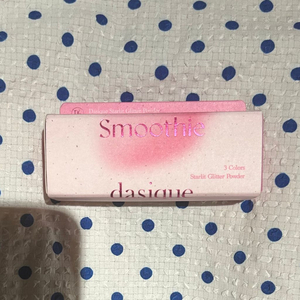 Smoothie
3 Colors
Starlit Glitter Powder
dasique